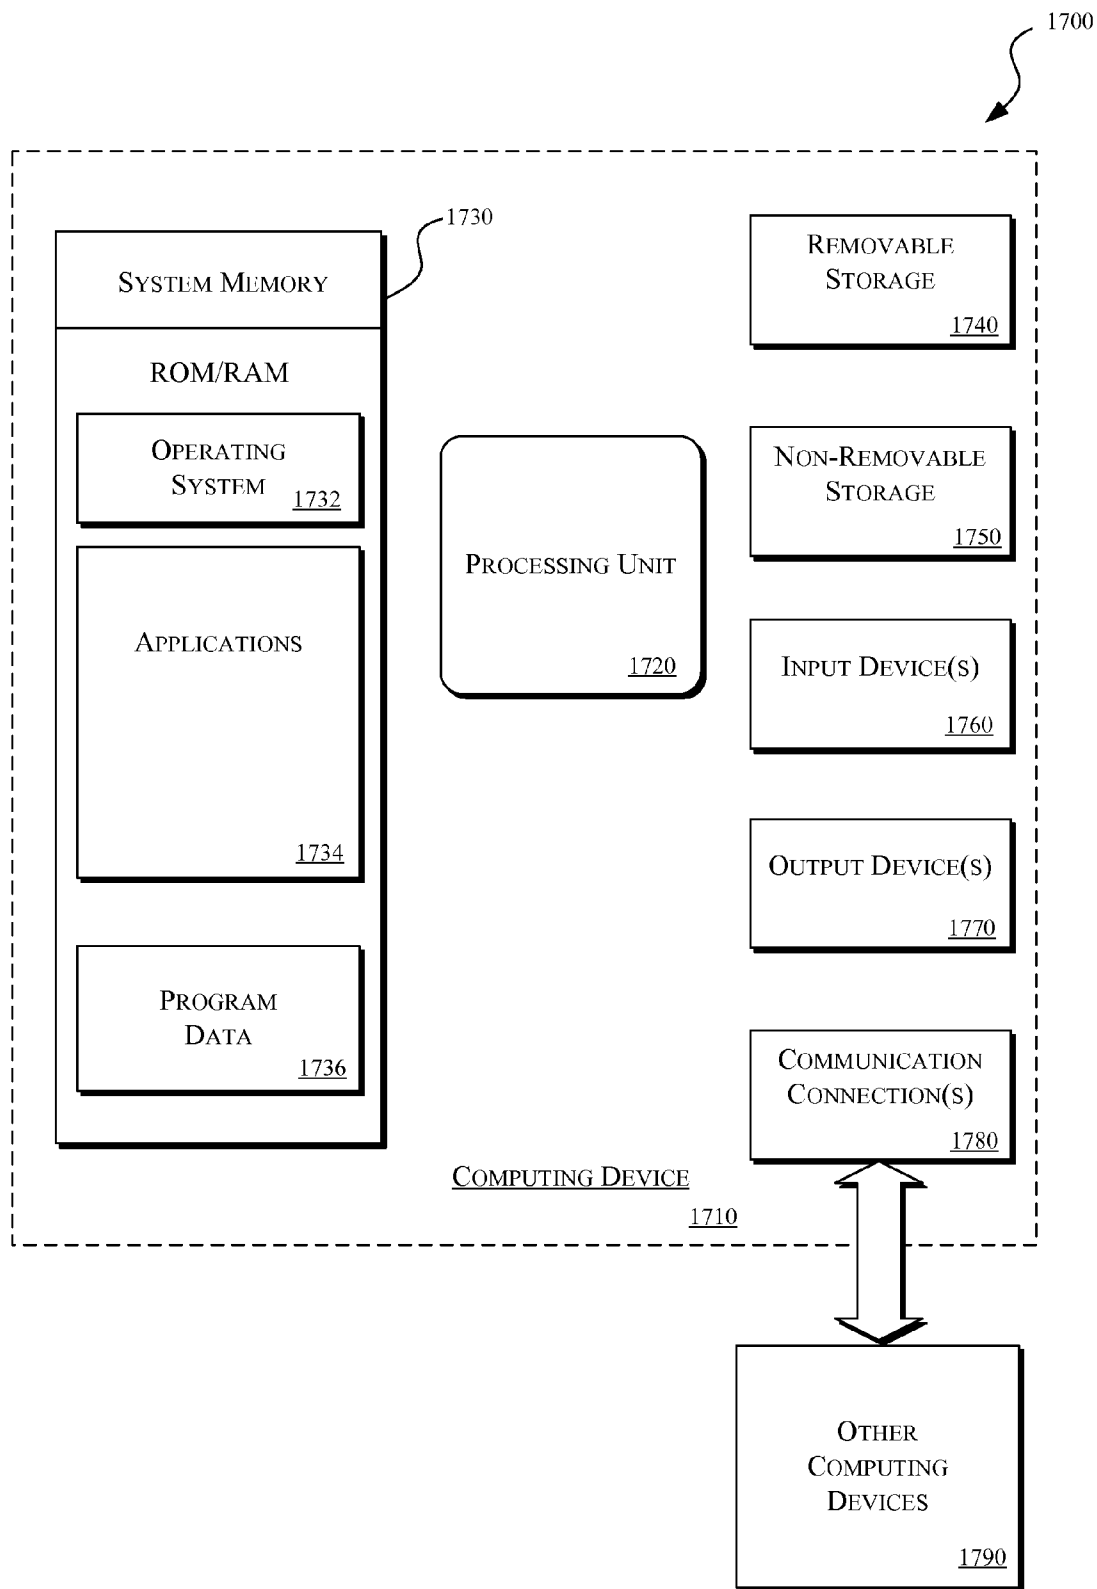 1700
1730
System Memory
ROM/RAM
Operating
System
1732
Applications
1734
Program
Data
1736
Processing Unit
1720
Removable
Storage
1740
Non-Removable
Storage
1750
Input Device(s)
1760
Output Device(s)
1770
Communication
Connection(s)
1780
Computing Device
1710
Other
Computing
Devices
1790